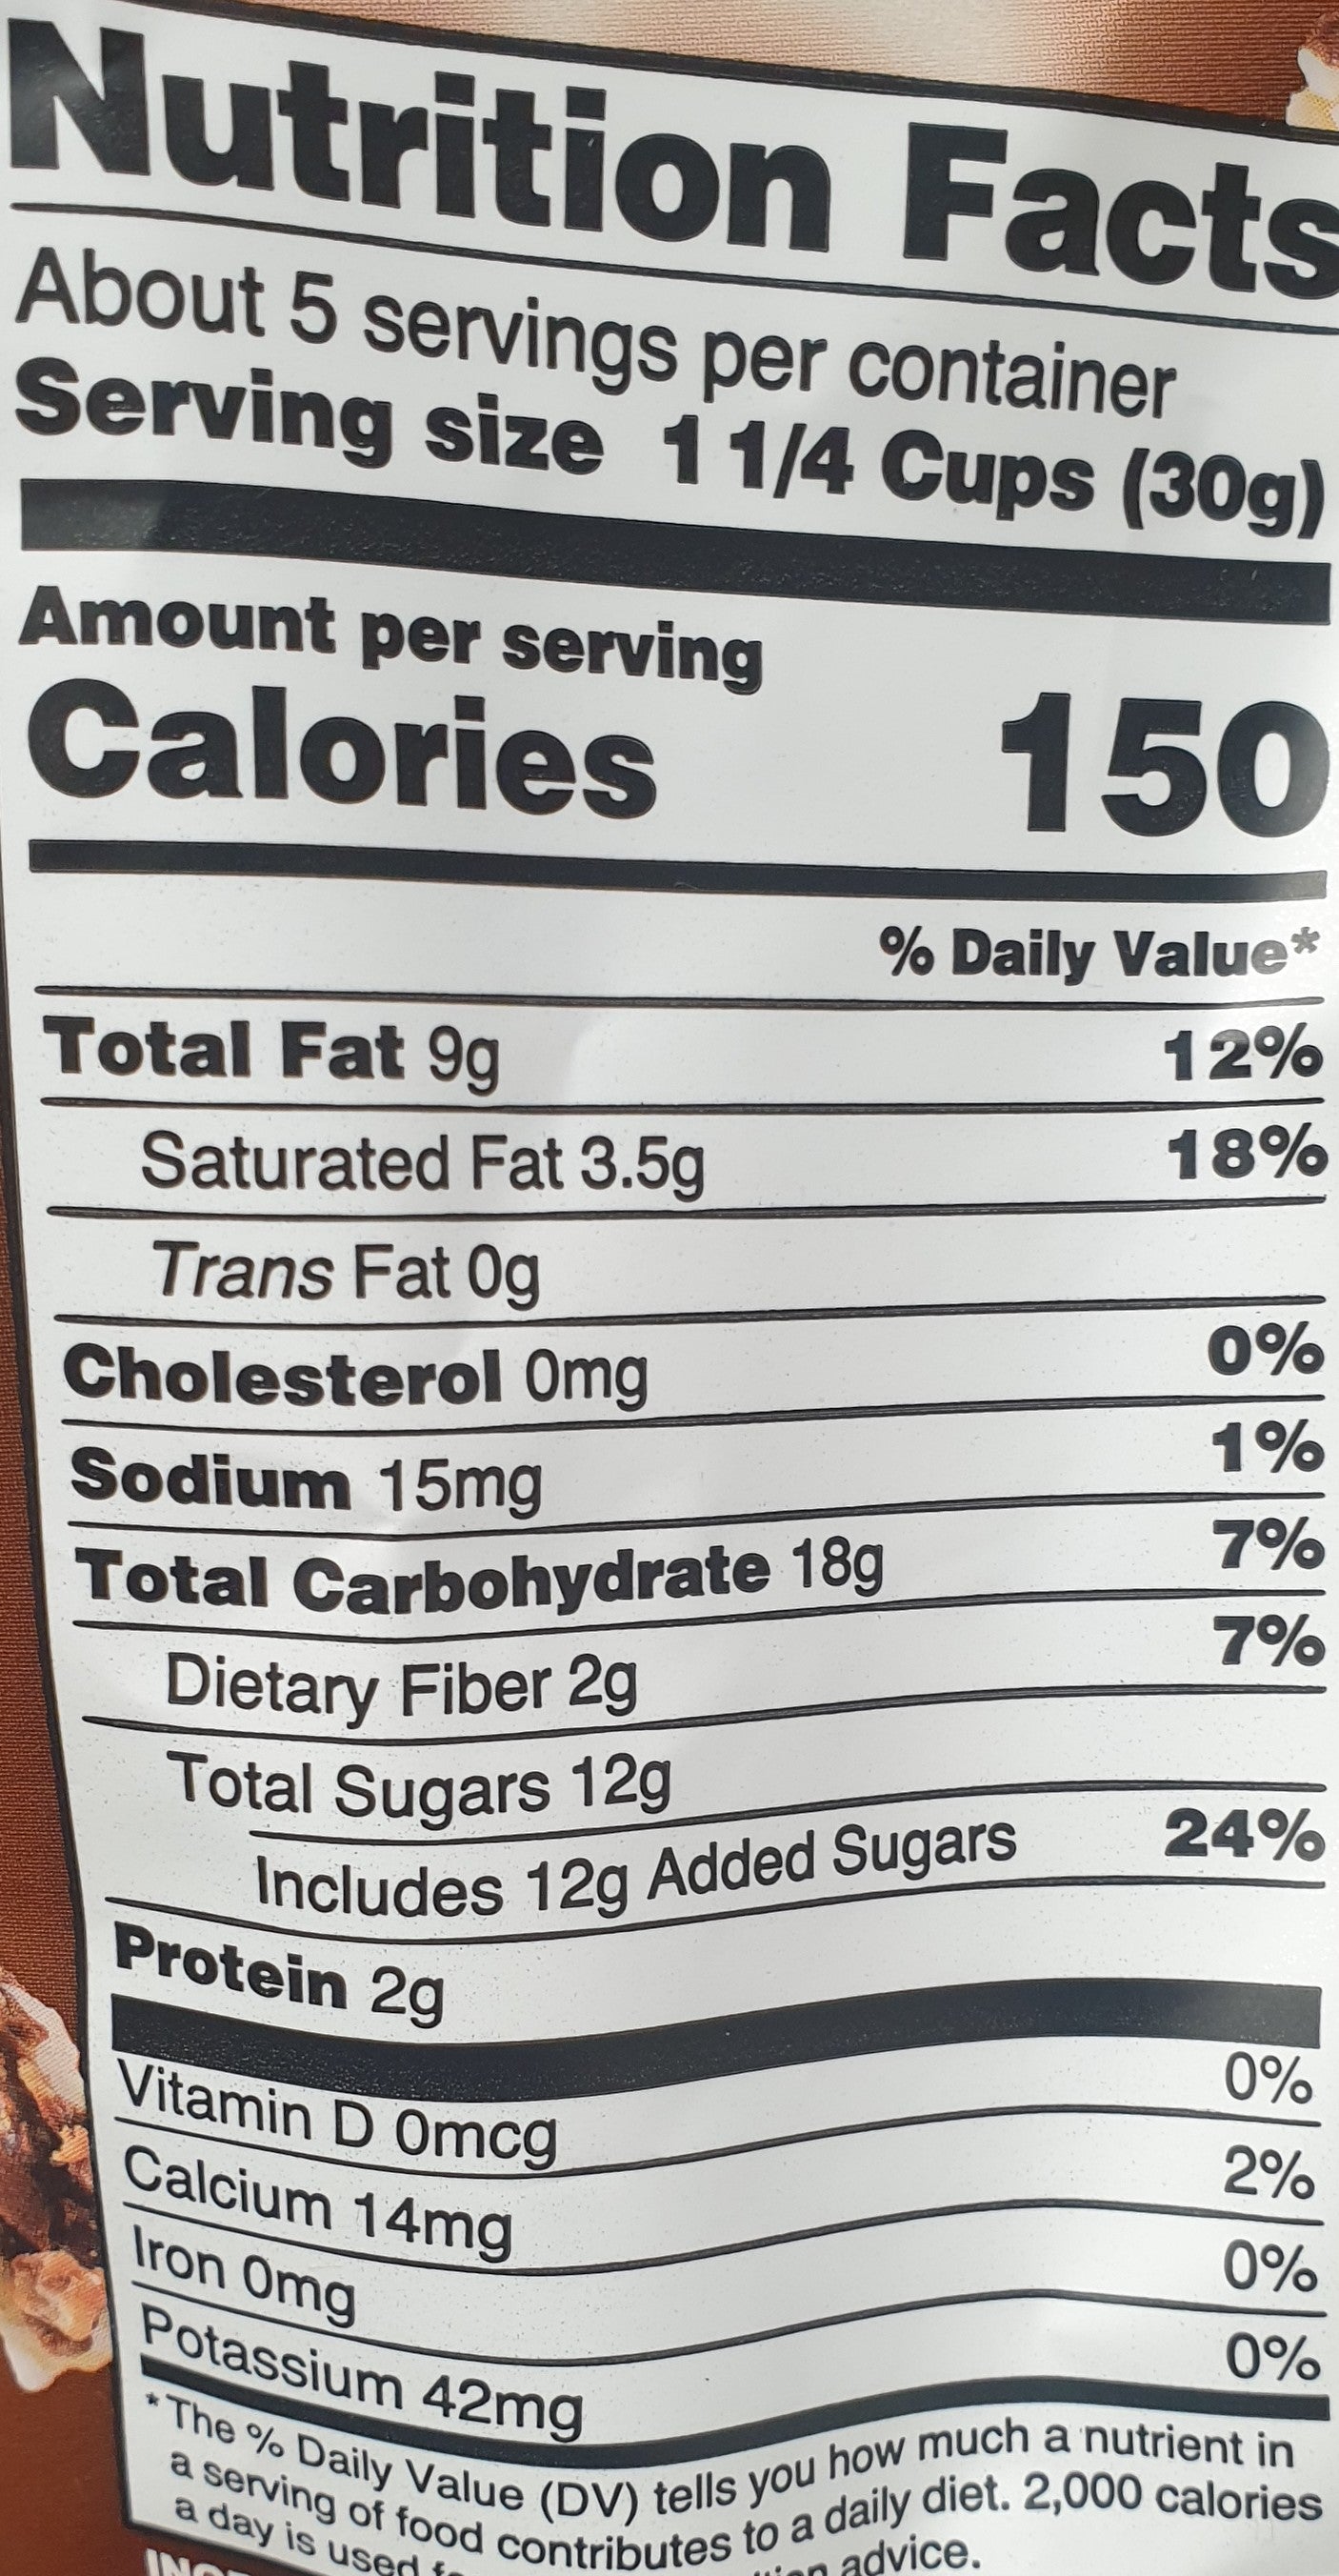 Nutrition Facts
About 5 servings per container
Serving size 1 1/4 Cups (30g)
Amount per serving
Calories 150
% Daily Value*
Total Fat 9g 12%
Saturated Fat 3.5g 18%
Trans Fat 0g
Cholesterol 0mg 0%
Sodium 15mg 1%
Total Carbohydrate 18g 7%
Dietary Fiber 2g 7%
Total Sugars 12g
Includes 12g Added Sugars 24%
Protein 2g
Vitamin D 0mcg 0%
Calcium 14mg 2%
Iron 0mg 0%
Potassium 42mg 0%
*The % Daily Value (DV) tells you how much a nutrient in
a serving of food contributes to a daily diet. 2,000 calories
a day is used advice.